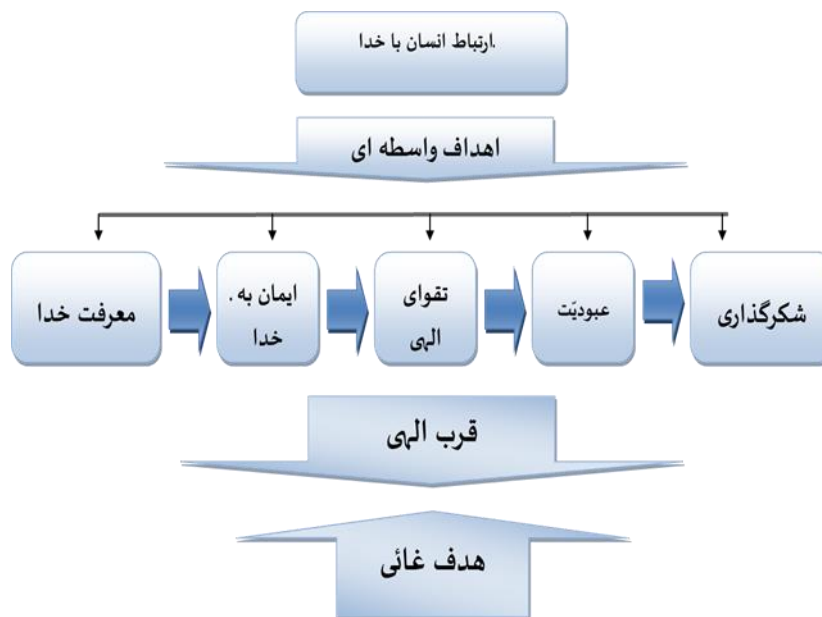 .ارتباط انسان با خدا
اهداف واسطه ای
معرفت خدا
ایمان به .
خدا
تقوای
الهی
عبودیّت
شکرگذاری
قرب الهی
هدف غائی